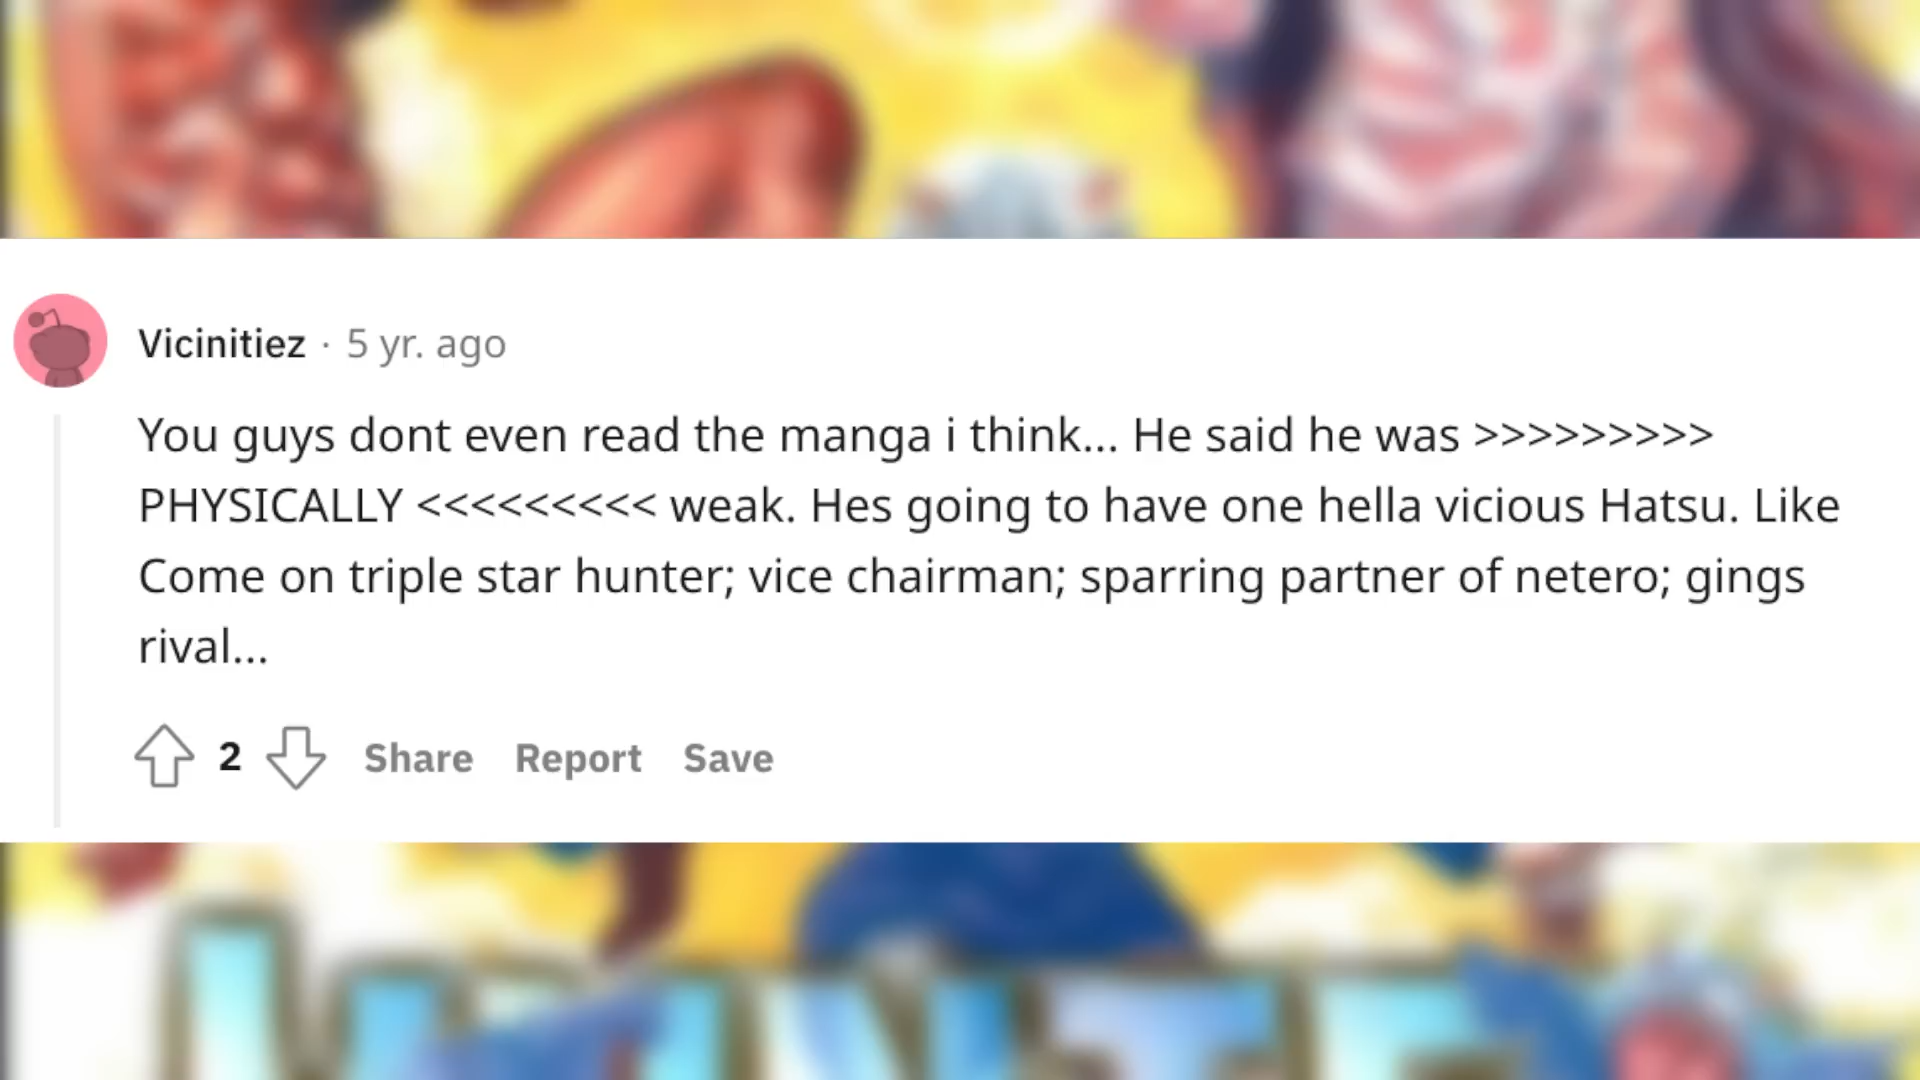 Vicinitiez · 5 yr. ago
You guys dont even read the manga i think... He said he was >>>>>>>>>
PHYSICALLY <<<<<<<<< weak. Hes going to have one hella vicious Hatsu. Like
Come on triple star hunter; vice chairman; sparring partner of netero; gings
rival...
2 Share Report Save